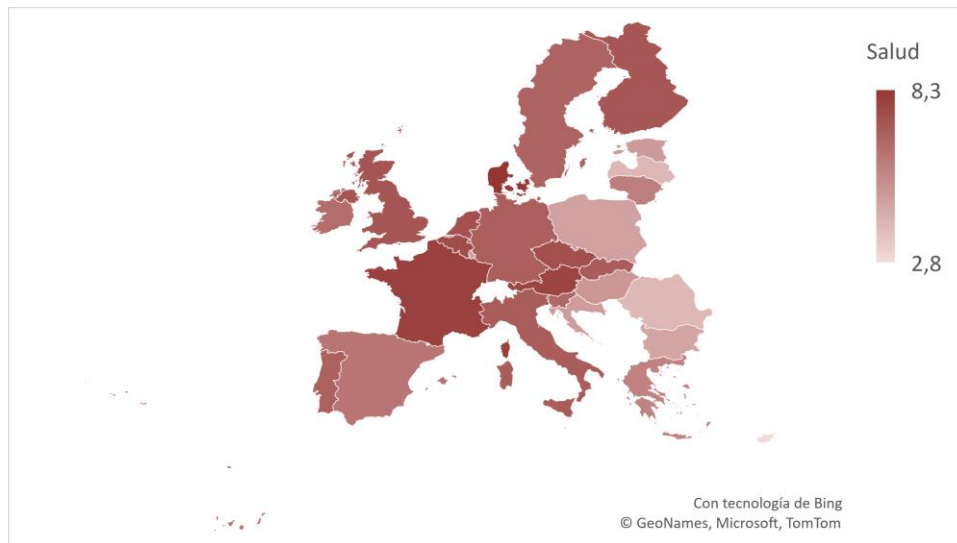 Salud
8,3
2,8
Con tecnología de Bing
© GeoNames, Microsoft, TomTom